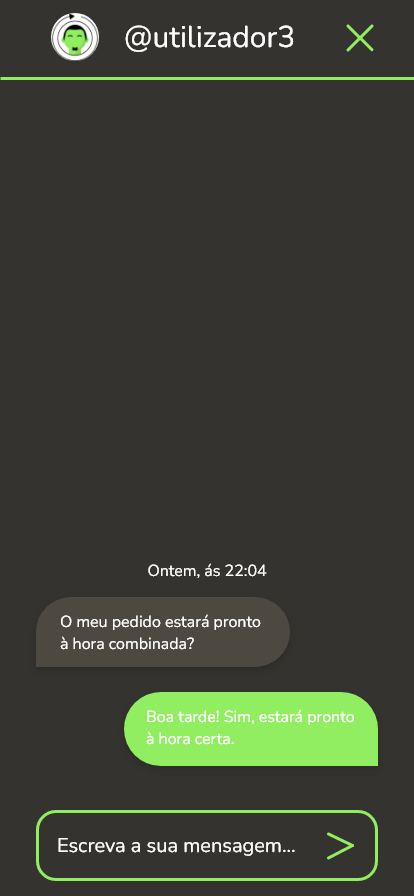 @utilizador3
Ontem, ás 22:04
O meu pedido estará pronto
à hora combinada?
Boa tarde! Sim, estará pronto
à hora certa.
Escreva a sua mensagem...